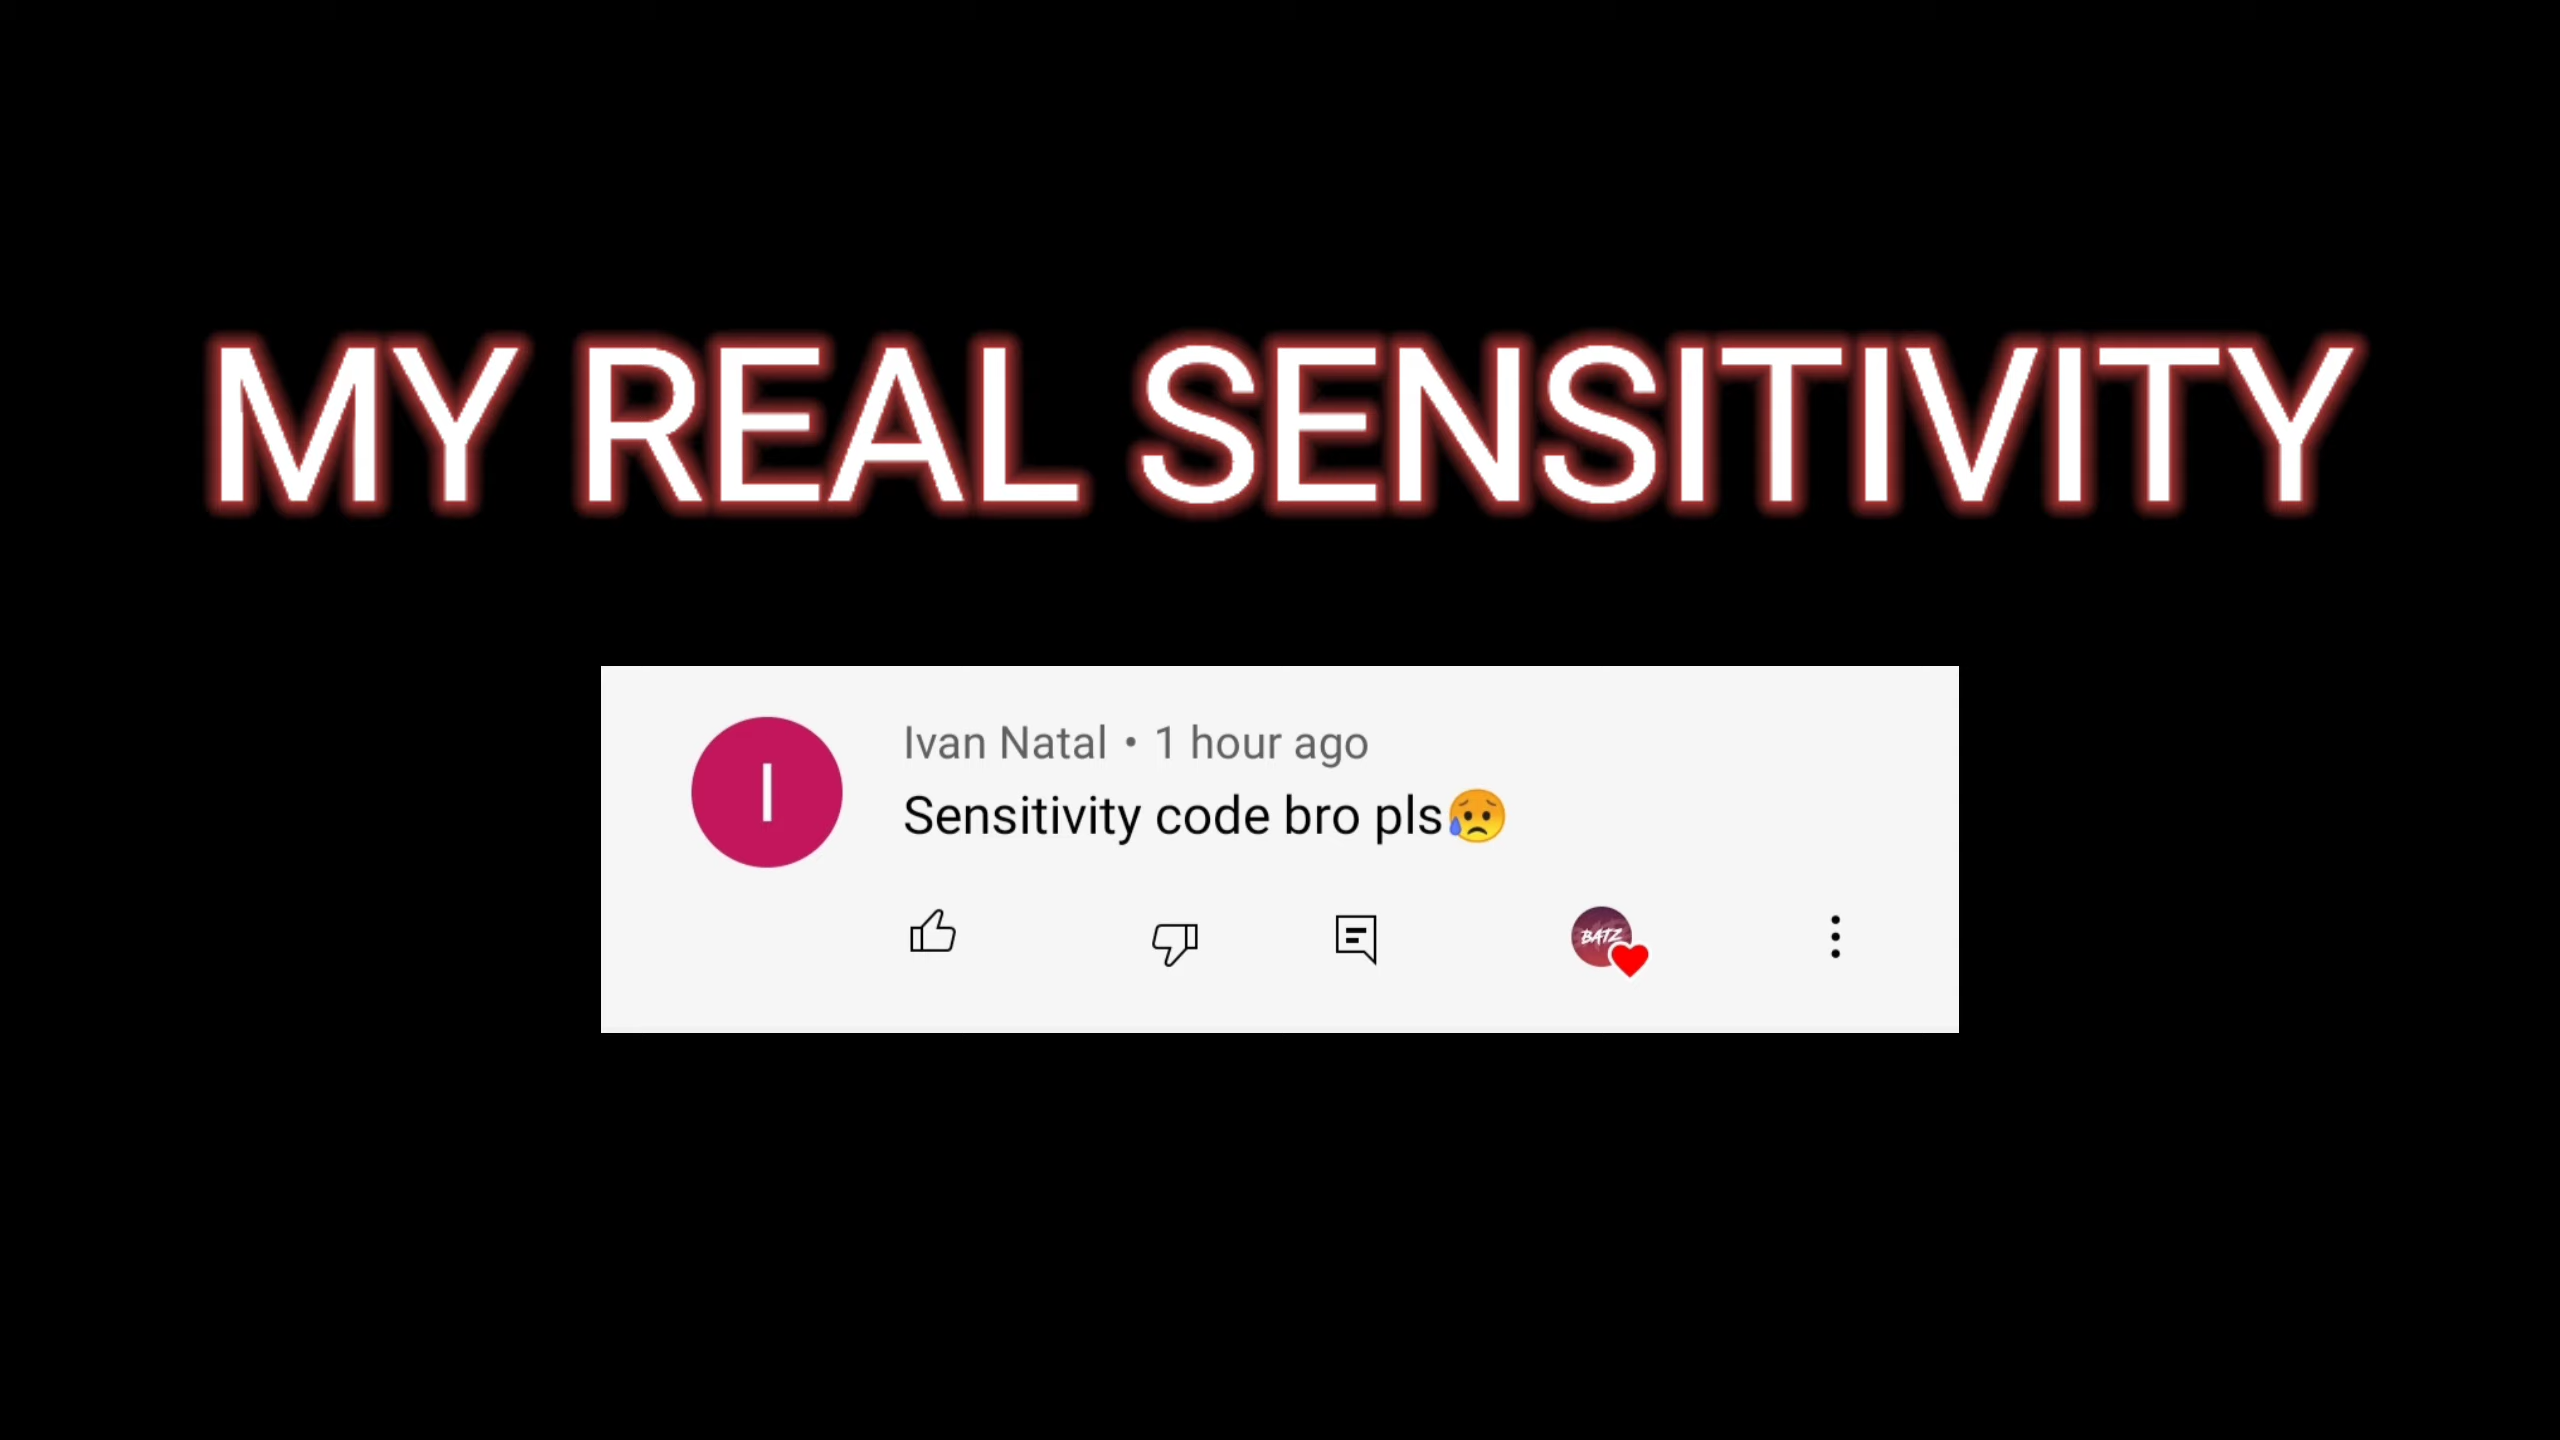 MY REAL SENSITIVITY
I
Ivan Natal • 1 hour ago
Sensitivity code bro pls😥
BATZ